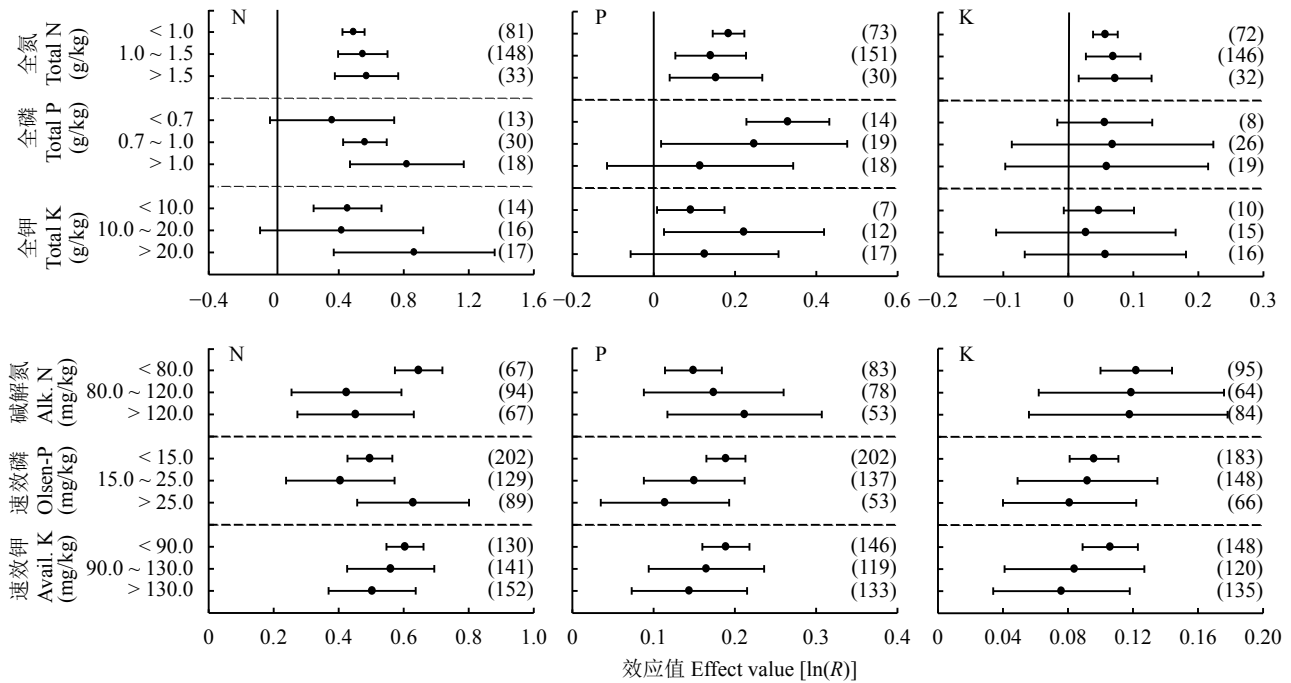 N P K
全氮 Total N (g/kg)
< 1.0 (81) (73) (72)
1.0 ~ 1.5 (148) (151) (146)
> 1.5 (33) (30) (32)
全磷 Total P (g/kg)
< 0.7 (13) (14) (8)
0.7 ~ 1.0 (30) (19) (26)
> 1.0 (18) (18) (19)
全钾 Total K (g/kg)
< 10.0 (14) (7) (10)
10.0 ~ 20.0 (16) (12) (15)
> 20.0 (17) (17) (16)
−0.4 0 0.4 0.8 1.2 1.6 −0.2 0 0.2 0.4 0.6 −0.2 −0.1 0 0.1 0.2 0.3
N P K
碱解氮 Alk. N (mg/kg)
< 80.0 (67) (83) (95)
80.0 ~ 120.0 (94) (78) (64)
> 120.0 (67) (53) (84)
速效磷 Olsen-P (mg/kg)
< 15.0 (202) (202) (183)
15.0 ~ 25.0 (129) (137) (148)
> 25.0 (89) (53) (66)
速效钾 Avail. K (mg/kg)
< 90.0 (130) (146) (148)
90.0 ~ 130.0 (141) (119) (120)
> 130.0 (152) (133) (135)
0 0.2 0.4 0.6 0.8 1.0 0 0.1 0.2 0.3 0.4 0 0.04 0.08 0.12 0.16 0.20
效应值 Effect value [ln(R)]